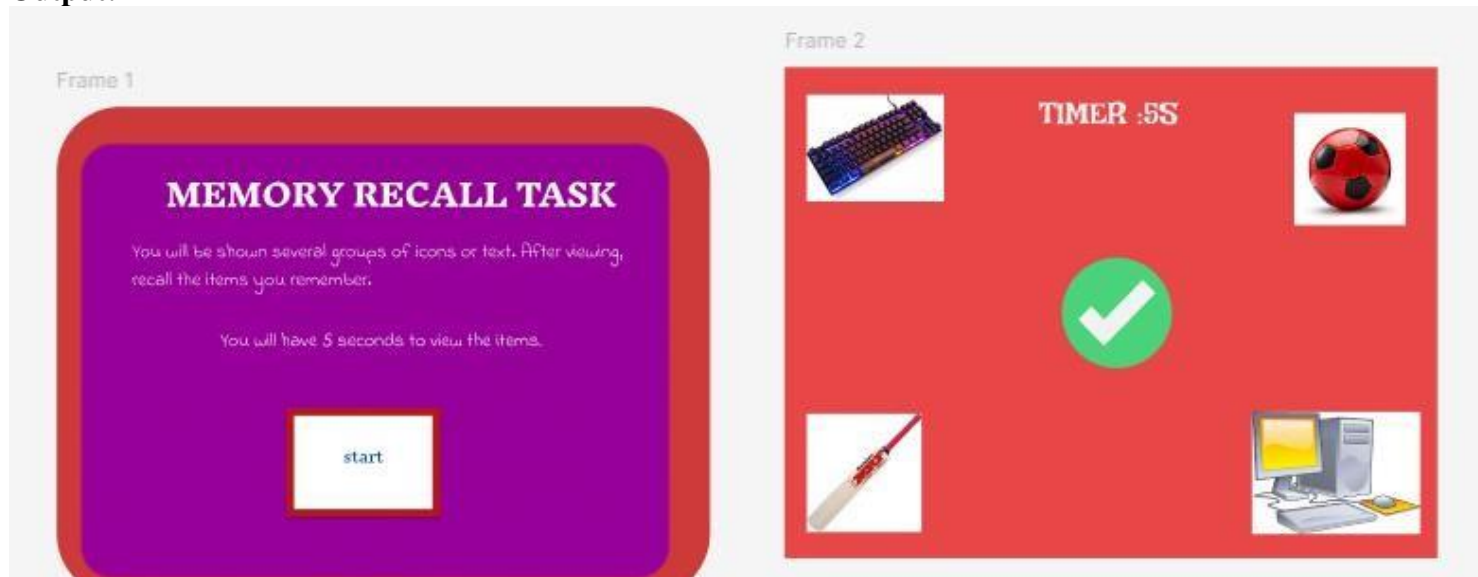 Frame 1
MEMORY RECALL TASK
You will be shown several groups of icons or text. After viewing,
recall the items you remember.
You will have 5 seconds to view the items.
start
Frame 2
TIMER :5S